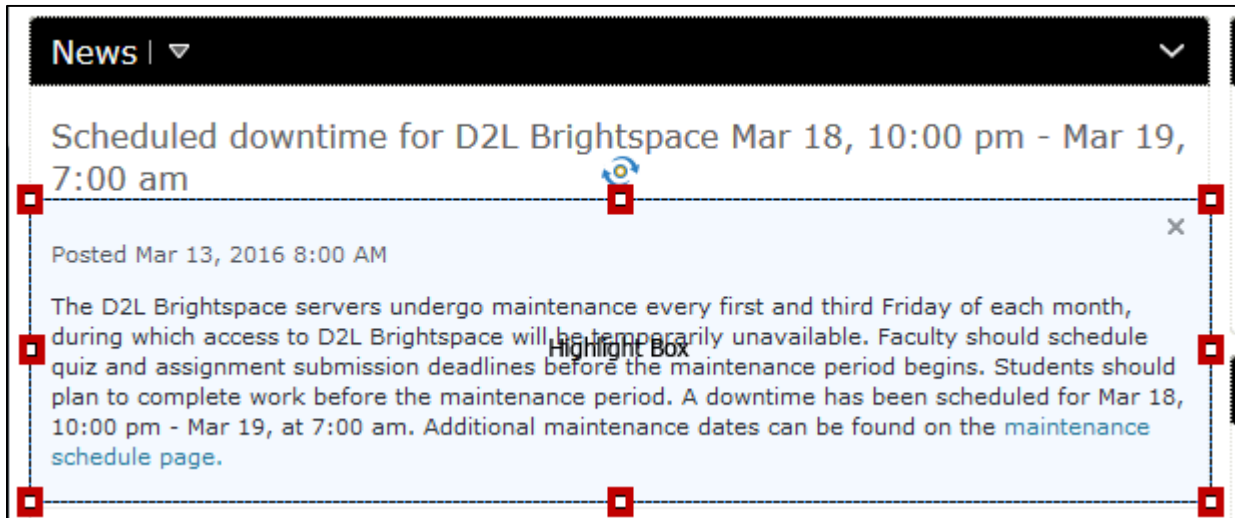 News
Scheduled downtime for D2L Brightspace Mar 18, 10:00 pm - Mar 19,
7:00 am
Posted Mar 13, 2016 8:00 AM
The D2L Brightspace servers undergo maintenance every first and third Friday of each month,
during which access to D2L Brightspace will be temporarily unavailable. Faculty should schedule
Highlight Box
quiz and assignment submission deadlines before the maintenance period begins. Students should
plan to complete work before the maintenance period. A downtime has been scheduled for Mar 18,
10:00 pm - Mar 19, at 7:00 am. Additional maintenance dates can be found on the maintenance
schedule page.